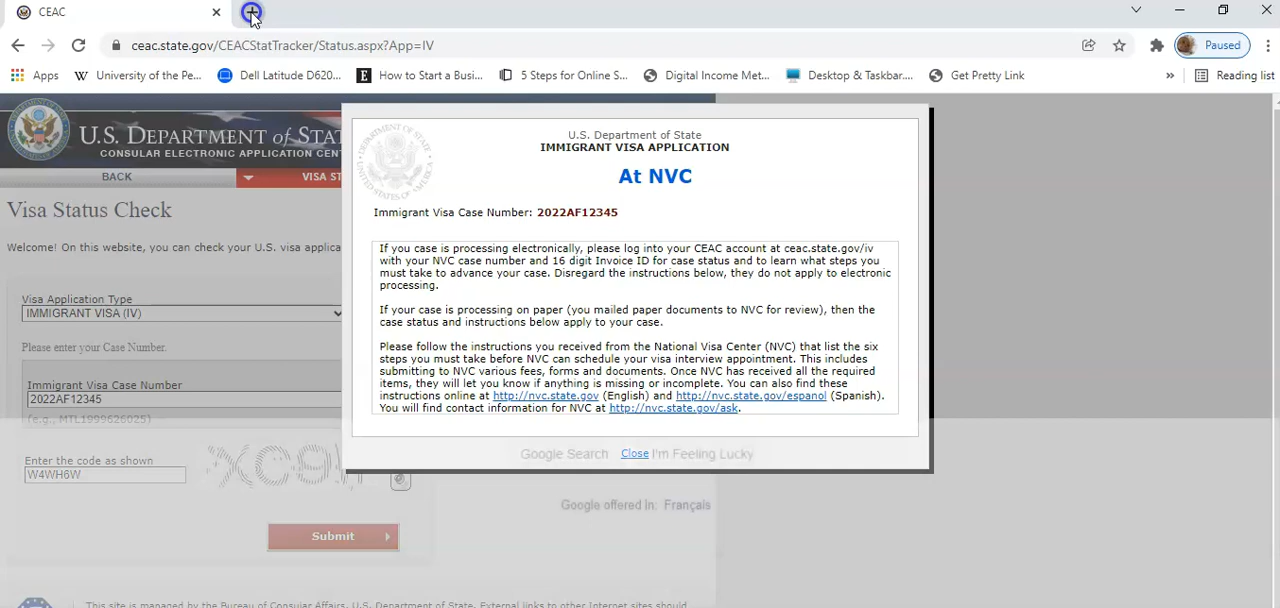 CEAC
ceac.state.gov/CEACStatTracker/Status.aspx?App=IV
Paused
Apps
University of the Pe...
Dell Latitude D620...
How to Start a Busi...
5 Steps for Online S...
Digital Income Met...
Desktop & Taskbar....
Get Pretty Link
»
Reading list
U.S. DEPARTMENT of STAT
CONSULAR ELECTRONIC APPLICATION CEN
BACK
VISA ST
Visa Status Check
Welcome! On this website, you can check your U.S. visa applica
Visa Application Type
IMMIGRANT VISA (IV)
Please enter your Case Number.
Immigrant Visa Case Number
2022AF12345
(e.g., MTL1999626025)
Enter the code as shown
W4WH6W
Submit
U.S. Department of State
IMMIGRANT VISA APPLICATION
At NVC
Immigrant Visa Case Number: 2022AF12345
If you case is processing electronically, please log into your CEAC account at ceac.state.gov/iv
with your NVC case number and 16 digit Invoice ID for case status and to learn what steps you
must take to advance your case. Disregard the instructions below, they do not apply to electronic
processing.
If your case is processing on paper (you mailed paper documents to NVC for review), then the
case status and instructions below apply to your case.
Please follow the instructions you received from the National Visa Center (NVC) that list the six
steps you must take before NVC can schedule your visa interview appointment. This includes
submitting to NVC various fees, forms and documents. Once NVC has received all the required
items, they will let you know if anything is missing or incomplete. You can also find these
instructions online at http://nvc.state.gov (English) and http://nvc.state.gov/espanol (Spanish).
You will find contact information for NVC at http://nvc.state.gov/ask.
Google Search Close I'm Feeling Lucky
Google offered in: Français
This site is managed by the Bureau of Consular Affairs, U.S. Department of State. External links to other Internet sites should